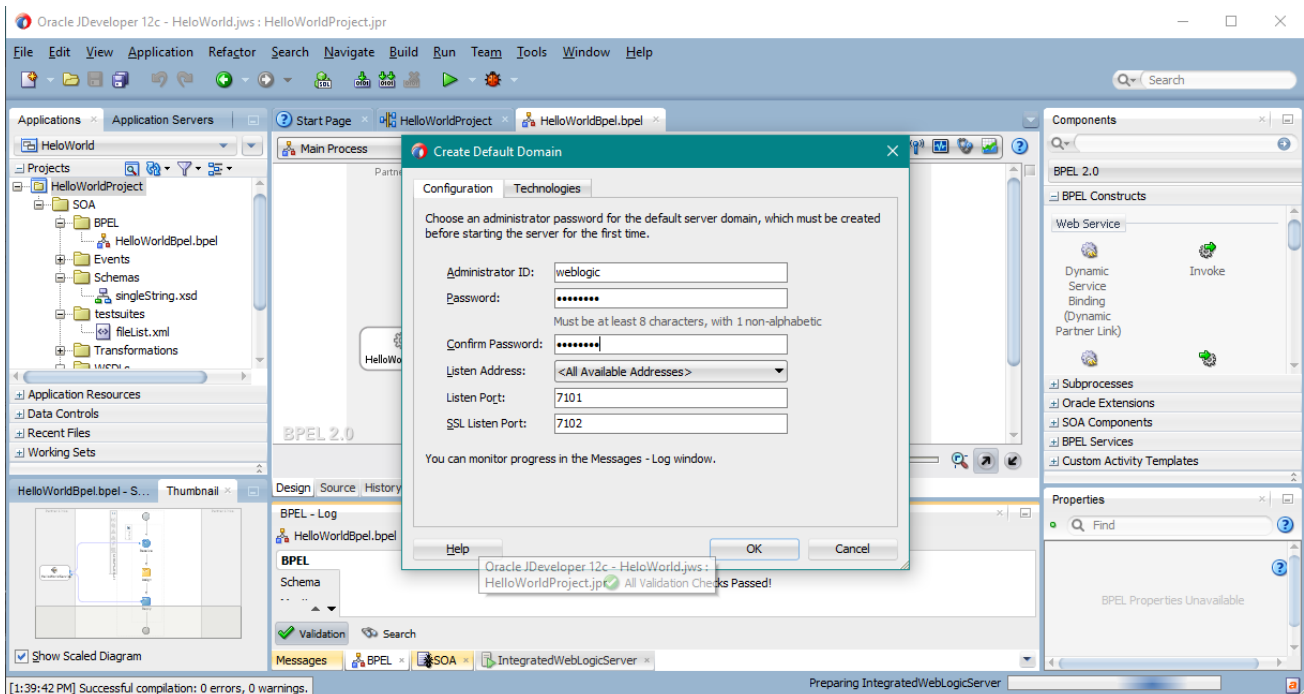 Oracle JDeveloper 12c - HeloWorld.jws : HelloWorldProject.jpr
File Edit View Application Refactor Search Navigate Build Run Team Tools Window Help
Search
Applications Application Servers
HeloWorld
Projects
HelloWorldProject
SOA
BPEL
HelloWorldBpel.bpel
Events
Schemas
singleString.xsd
testsuites
fileList.xml
Transformations
WSDLs
Application Resources
Data Controls
Recent Files
Working Sets
HelloWorldBpel.bpel - S... Thumbnail
Show Scaled Diagram
Start Page HelloWorldProject HelloWorldBpel.bpel
Main Process
Partne
HelloWo
BPEL 2.0
Design Source History
Create Default Domain
Configuration Technologies
Choose an administrator password for the default server domain, which must be created
before starting the server for the first time.
Administrator ID: weblogic
Password: ••••••••
Must be at least 8 characters, with 1 non-alphabetic
Confirm Password: ••••••••
Listen Address: <All Available Addresses>
Listen Port: 7101
SSL Listen Port: 7102
You can monitor progress in the Messages - Log window.
Help OK Cancel
Oracle JDeveloper 12c - HeloWorld.jws :
HelloWorldProject.jpr
All Validation Checks Passed!
BPEL - Log
HelloWorldBpel.bpel
BPEL
Schema
Validation Search
Messages BPEL SOA IntegratedWebLogicServer
Components
BPEL 2.0
BPEL Constructs
Web Service
Dynamic
Service
Binding
(Dynamic
Partner Link)
Invoke
Subprocesses
Oracle Extensions
SOA Components
BPEL Services
Custom Activity Templates
Properties
Find
BPEL Properties Unavailable
[1:39:42 PM] Successful compilation: 0 errors, 0 warnings.
Preparing IntegratedWebLogicServer